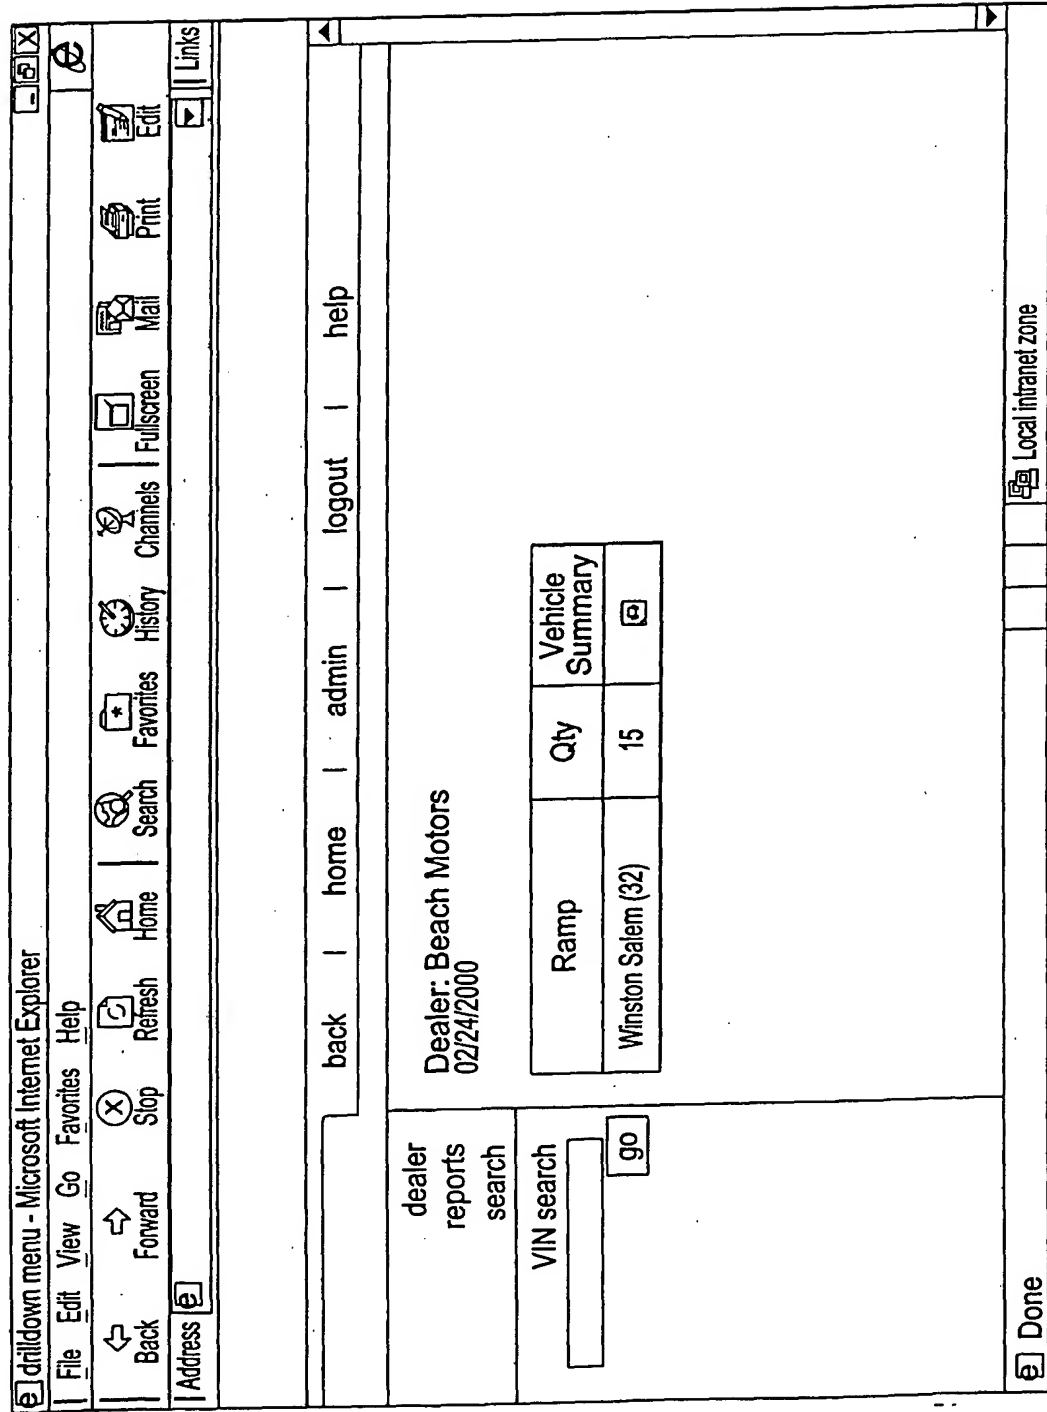 drilldown menu - Microsoft Internet Explorer
File Edit View Go Favorites Help
Back Forward Stop Refresh Home Search Favorites History Channels Fullscreen Mail Print Edit
Address Links
back | home | admin | logout | help
dealer
reports
search
VIN search
go
Dealer: Beach Motors
02/24/2000
Ramp Qty Vehicle Summary
Winston Salem (32) 15
Done Local intranet zone